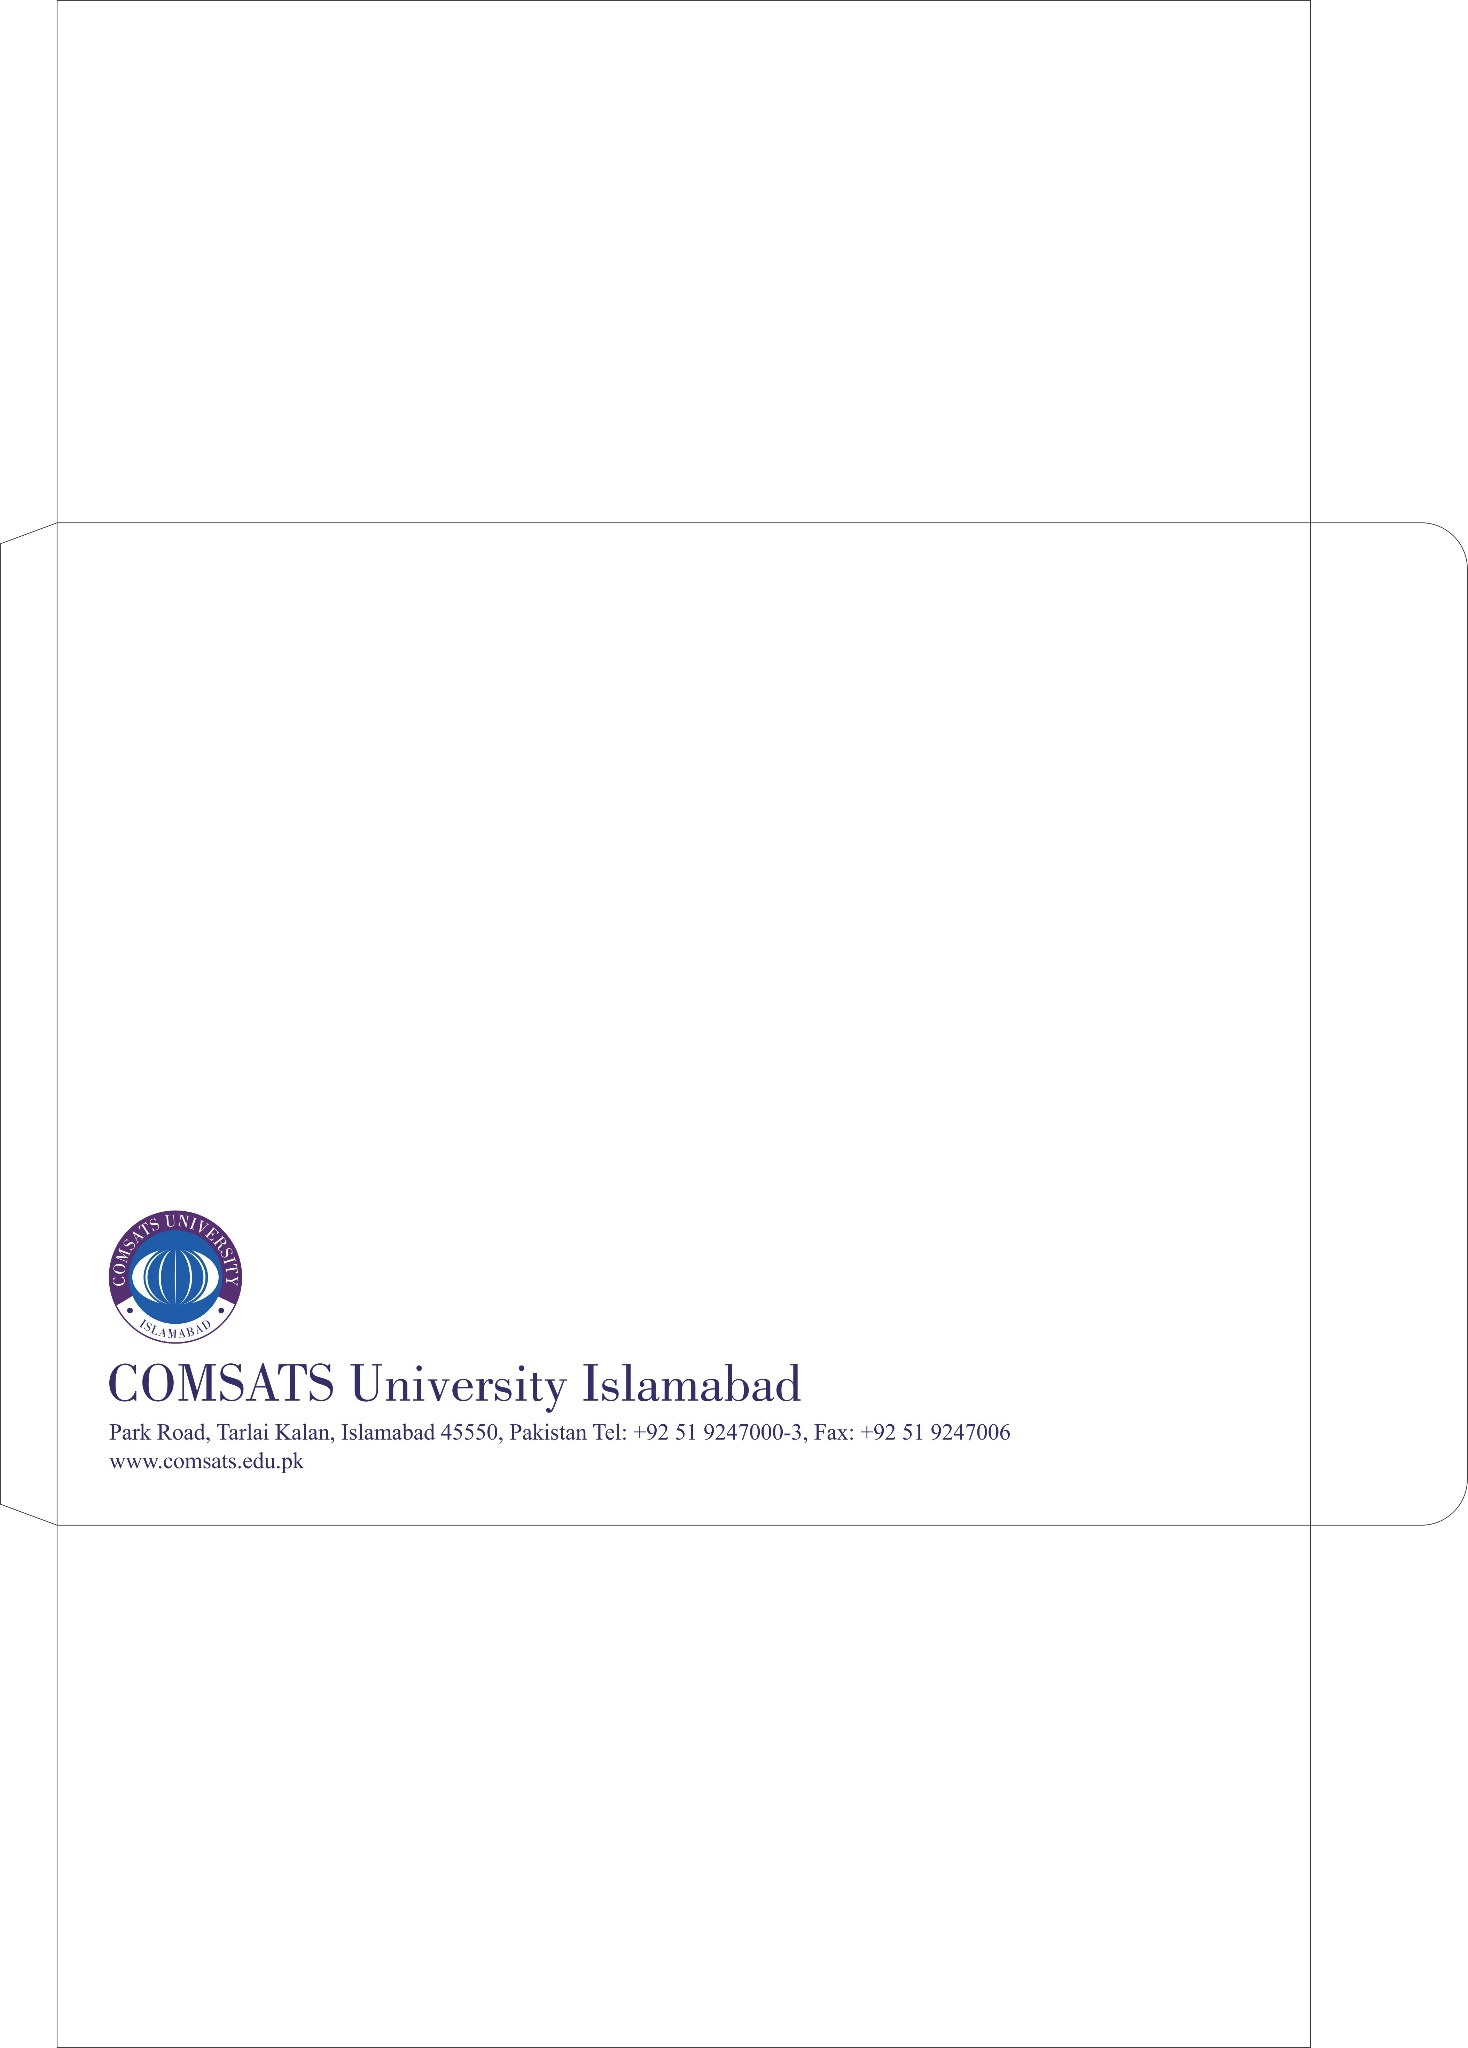 COMSATS UNIVERSITY
ISLAMABAD
COMSATS University Islamabad
Park Road, Tarlai Kalan, Islamabad 45550, Pakistan Tel: +92 51 9247000-3, Fax: +92 51 9247006
www.comsats.edu.pk